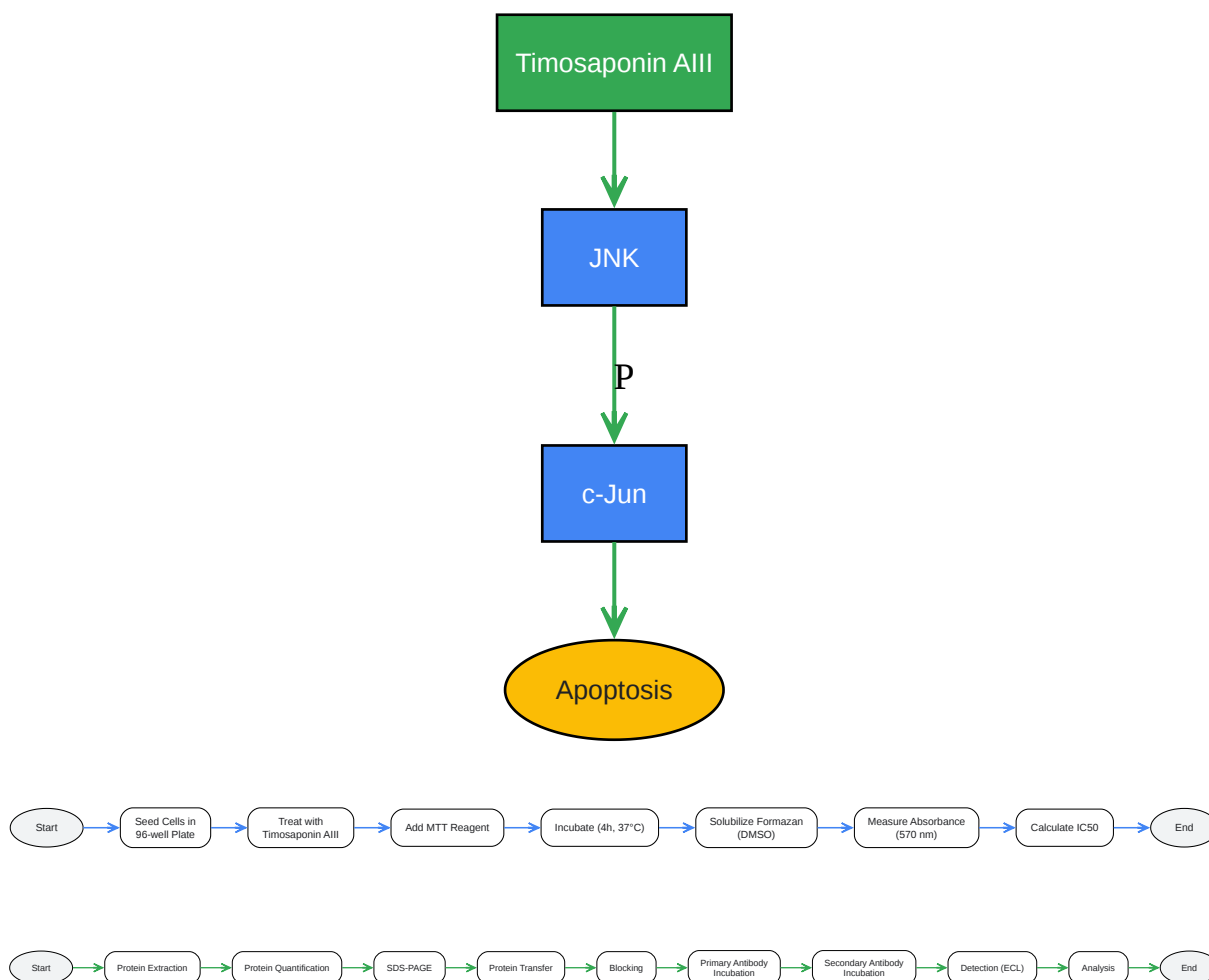 Timosaponin AIII
JNK
P
c-Jun
Apoptosis
Start
Seed Cells in
96-well Plate
Treat with
Timosaponin AIII
Add MTT Reagent
Incubate (4h, 37°C)
Solubilize Formazan
(DMSO)
Measure Absorbance
(570 nm)
Calculate IC50
End
Start
Protein Extraction
Protein Quantification
SDS-PAGE
Protein Transfer
Blocking
Primary Antibody
Incubation
Secondary Antibody
Incubation
Detection (ECL)
Analysis
End